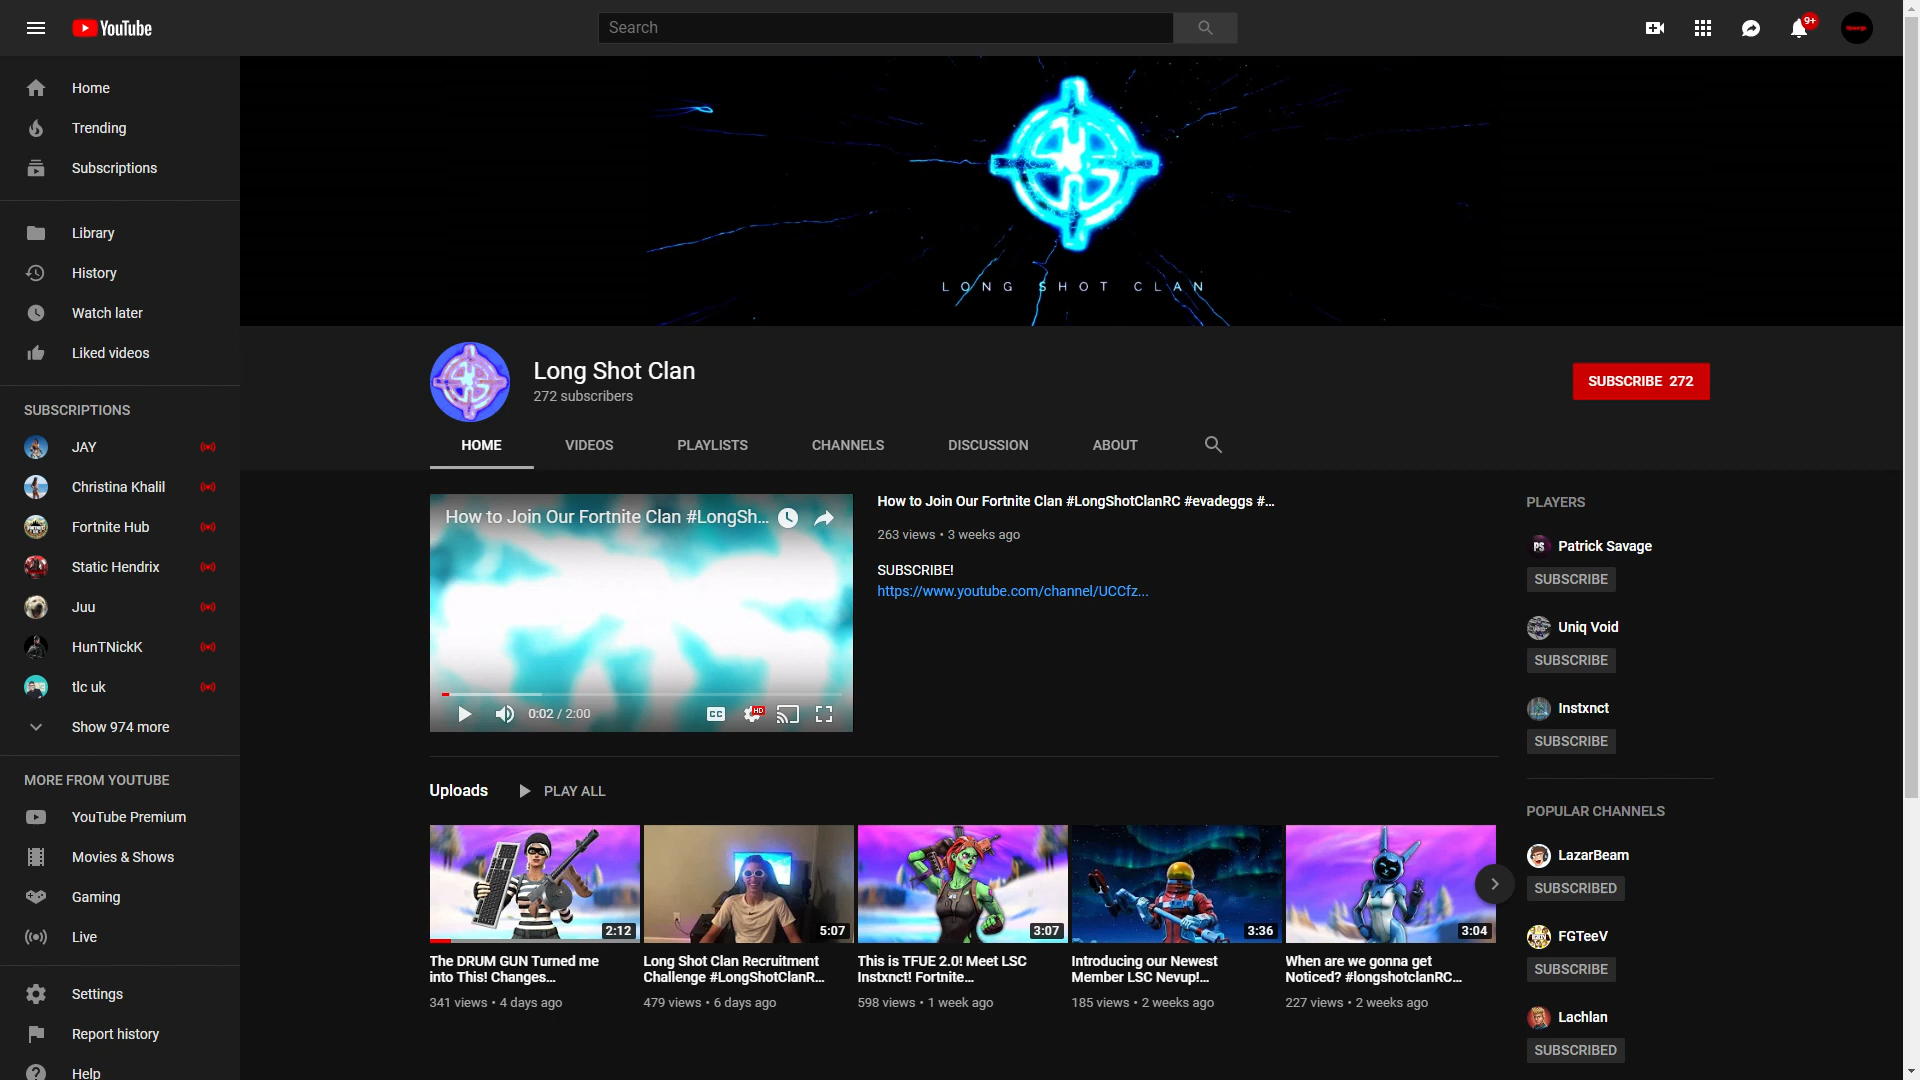 YouTube
Search
9+
Home
Trending
Subscriptions
Library
History
Watch later
Liked videos
SUBSCRIPTIONS
JAY
Christina Khalil
Fortnite Hub
Static Hendrix
Juu
HunTNickK
tlc uk
Show 974 more
MORE FROM YOUTUBE
YouTube Premium
Movies & Shows
Gaming
Live
Settings
Report history
Help
LONG SHOT CLAN
Long Shot Clan
272 subscribers
SUBSCRIBE 272
HOME VIDEOS PLAYLISTS CHANNELS DISCUSSION ABOUT
How to Join Our Fortnite Clan #LongSh...
0:02 / 2:00
CC
HD
How to Join Our Fortnite Clan #LongShotClanRC #evadeggs #...
263 views • 3 weeks ago
SUBSCRIBE!
https://www.youtube.com/channel/UCCfz...
Uploads PLAY ALL
2:12
The DRUM GUN Turned me
into This! Changes...
341 views • 4 days ago
5:07
Long Shot Clan Recruitment
Challenge #LongShotClanR...
479 views • 6 days ago
3:07
This is TFUE 2.0! Meet LSC
Instxnct! Fortnite...
598 views • 1 week ago
3:36
Introducing our Newest
Member LSC Nevup!...
185 views • 2 weeks ago
3:04
When are we gonna get
Noticed? #longshotclanRC...
227 views • 2 weeks ago
PLAYERS
PS
Patrick Savage
SUBSCRIBE
Uniq Void
SUBSCRIBE
Instxnct
SUBSCRIBE
POPULAR CHANNELS
LazarBeam
SUBSCRIBED
FGTeeV
SUBSCRIBE
Lachlan
SUBSCRIBED